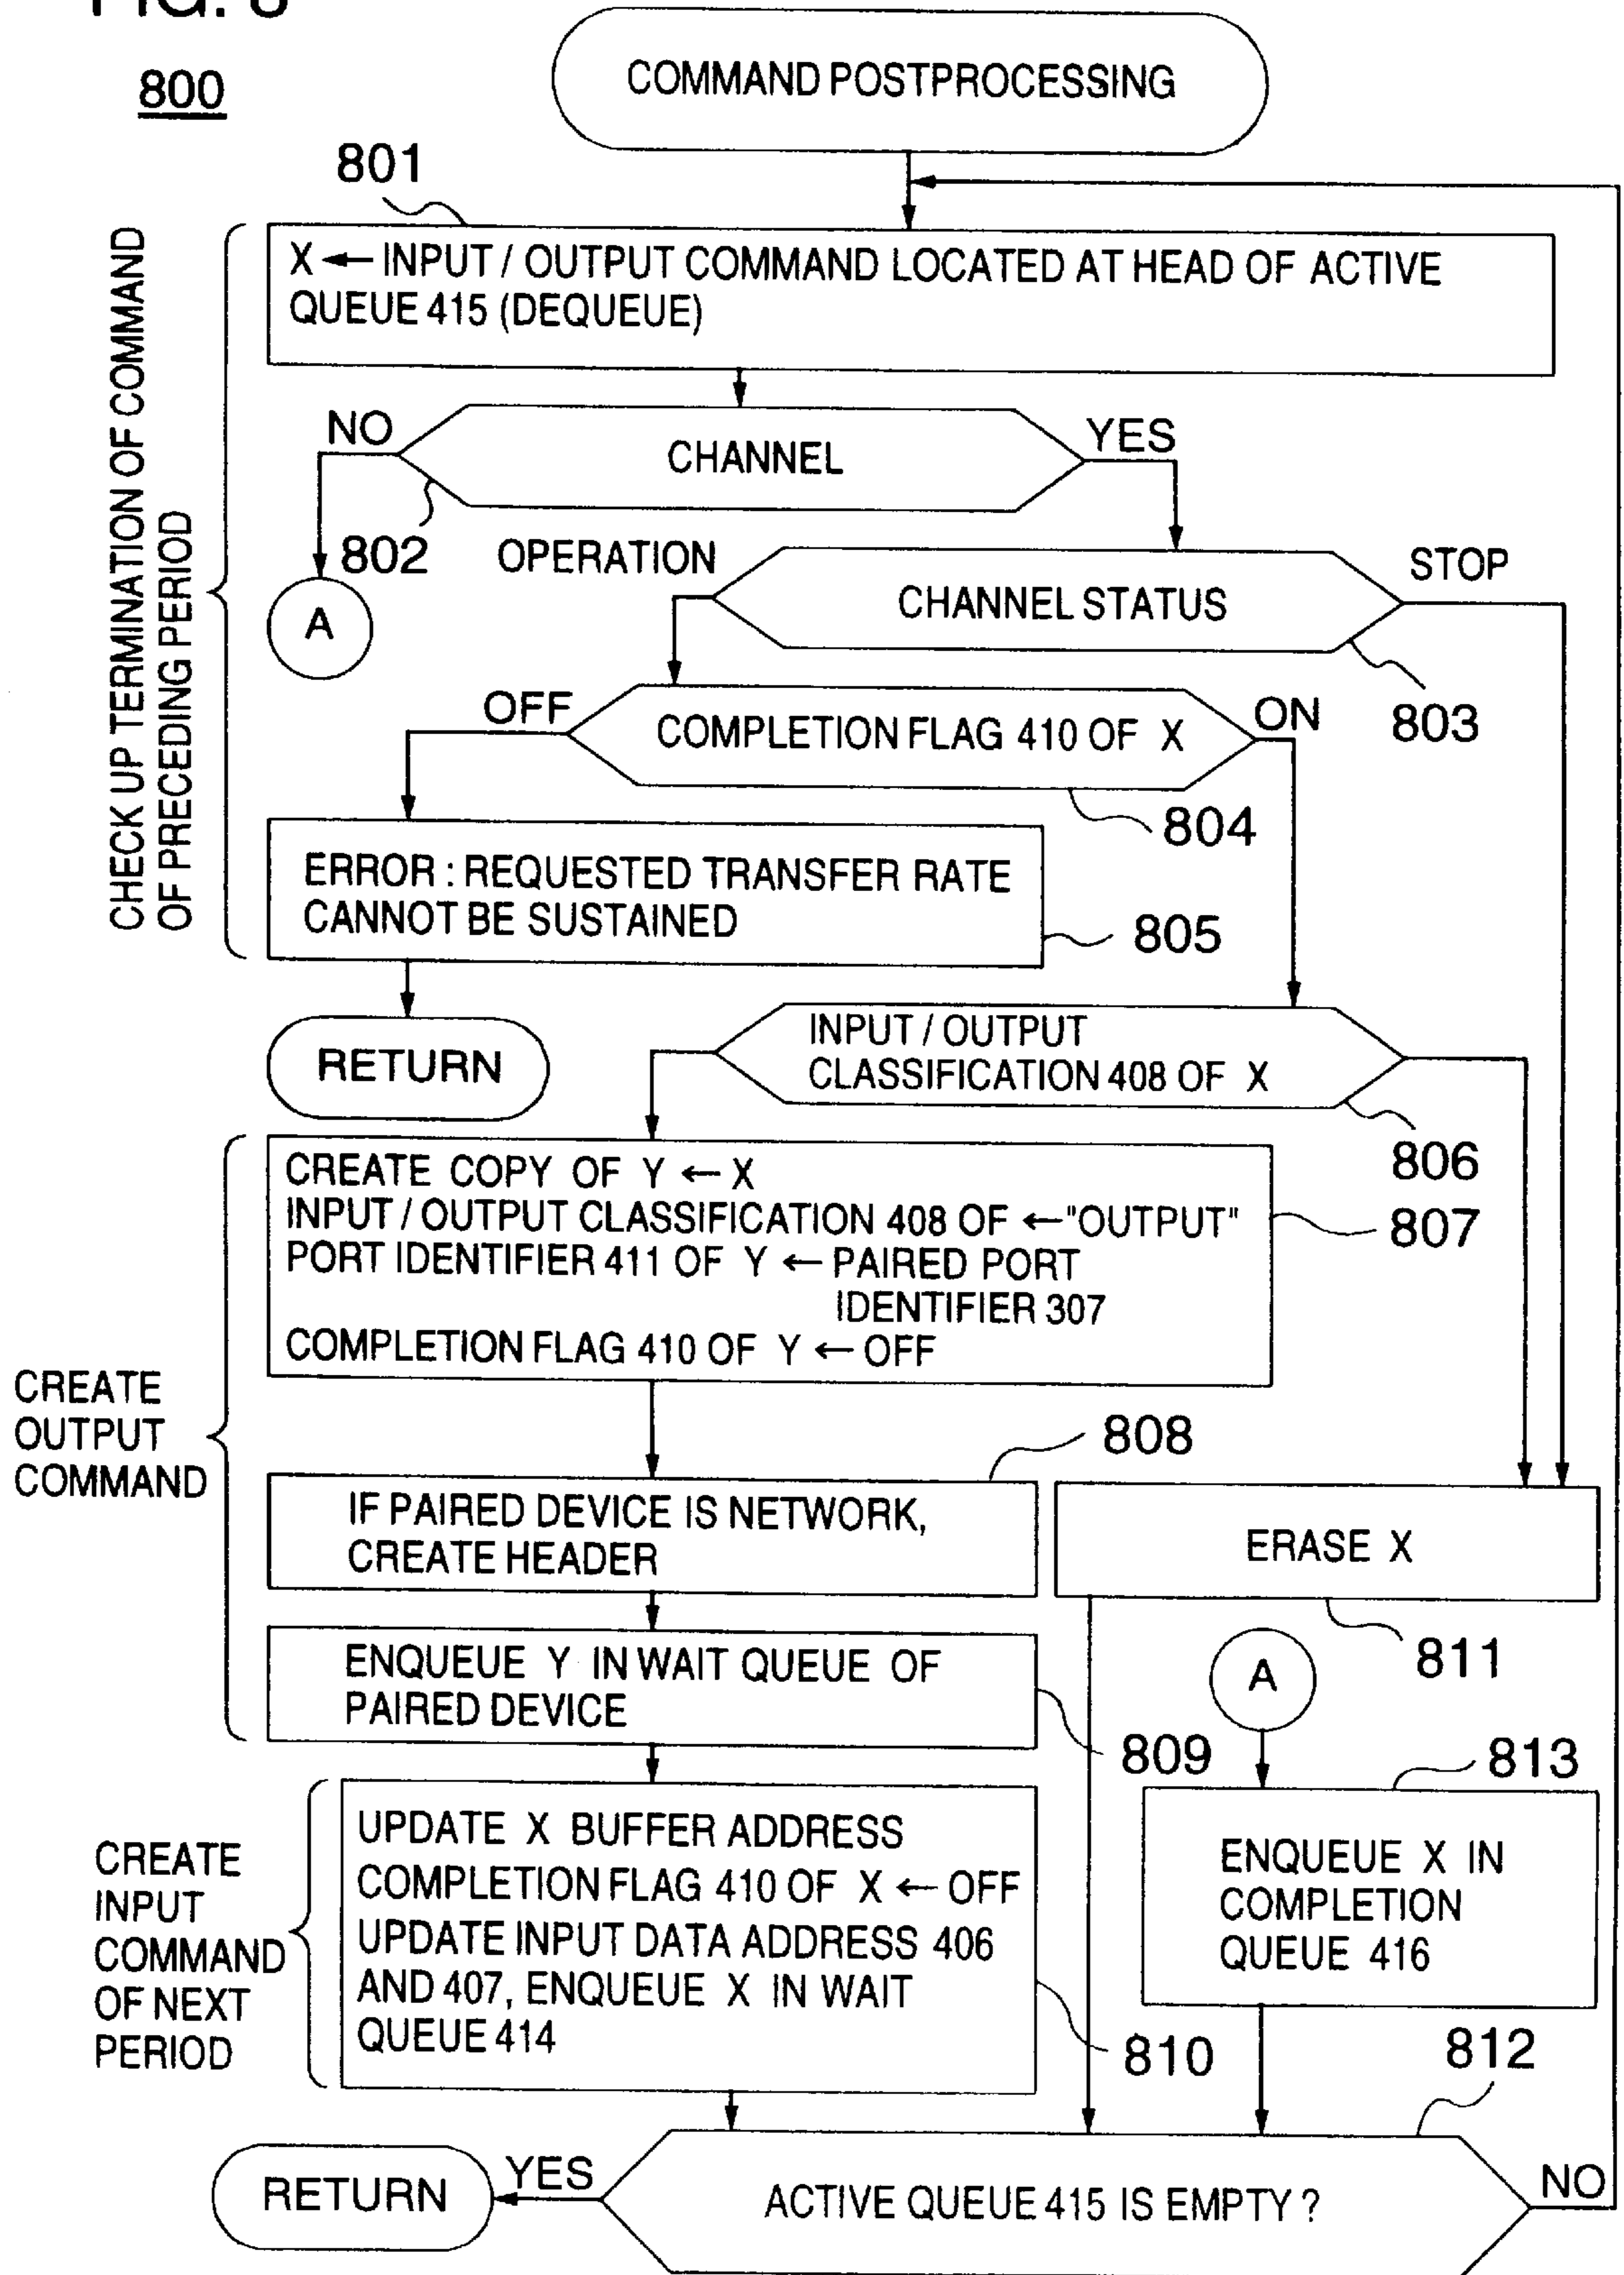 800
COMMAND POSTPROCESSING
801
CHECK UP TERMINATION OF COMMAND
OF PRECEDING PERIOD
X ← INPUT / OUTPUT COMMAND LOCATED AT HEAD OF ACTIVE
QUEUE 415 (DEQUEUE)
NO
CHANNEL
YES
802
A
OPERATION
CHANNEL STATUS
STOP
803
OFF
COMPLETION FLAG 410 OF X
ON
804
ERROR : REQUESTED TRANSFER RATE
CANNOT BE SUSTAINED
805
RETURN
INPUT / OUTPUT
CLASSIFICATION 408 OF X
806
CREATE
OUTPUT
COMMAND
CREATE COPY OF Y ← X
INPUT / OUTPUT CLASSIFICATION 408 OF ← "OUTPUT"
PORT IDENTIFIER 411 OF Y ← PAIRED PORT
IDENTIFIER 307
COMPLETION FLAG 410 OF Y ← OFF
807
808
IF PAIRED DEVICE IS NETWORK,
CREATE HEADER
ERASE X
811
ENQUEUE Y IN WAIT QUEUE OF
PAIRED DEVICE
809
A
813
CREATE
INPUT
COMMAND
OF NEXT
PERIOD
UPDATE X BUFFER ADDRESS
COMPLETION FLAG 410 OF X ← OFF
UPDATE INPUT DATA ADDRESS 406
AND 407, ENQUEUE X IN WAIT
QUEUE 414
810
ENQUEUE X IN
COMPLETION
QUEUE 416
812
RETURN
YES
ACTIVE QUEUE 415 IS EMPTY ?
NO